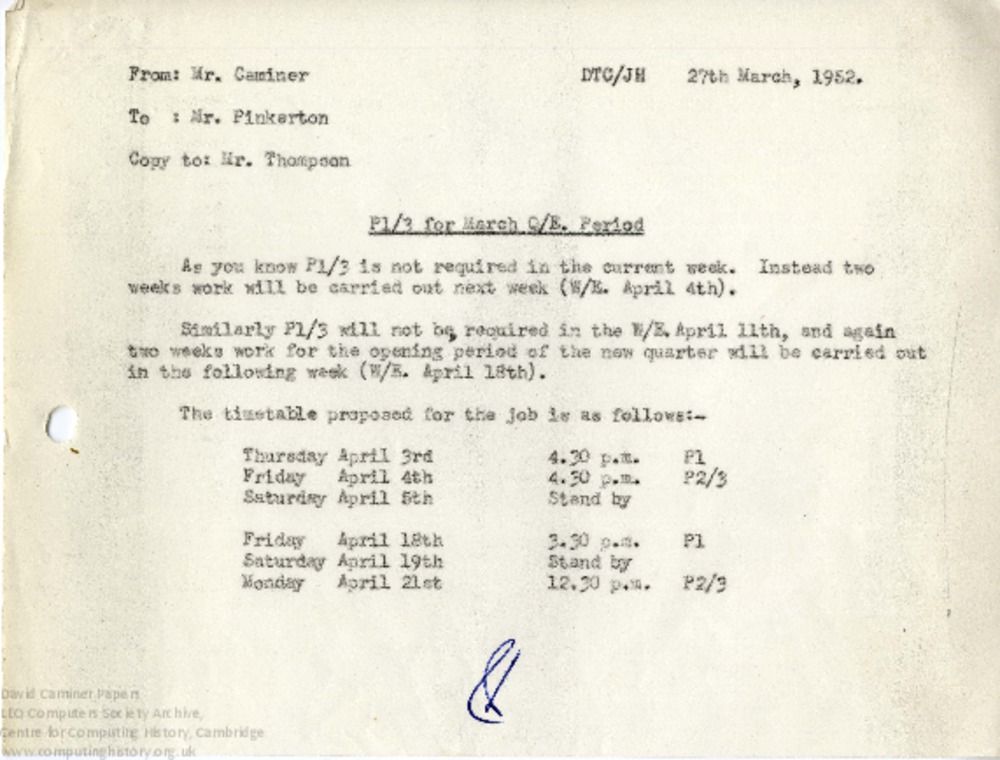 From: Mr. Caminer DTC/JH 27th March, 1952.
To : Mr. Pinkerton
Copy to: Mr. Thompson
P1/3 for March Q/E. Period
As you know P1/3 is not required in the current week. Instead two
weeks work will be carried out next week (W/E. April 4th).
Similarly P1/3 will not be, required in the W/E. April 11th, and again
two weeks work for the opening period of the new quarter will be carried out
in the following week (W/E. April 18th).
The timetable proposed for the job is as follows:-
Thursday April 3rd 4.30 p.m. P1
Friday April 4th 4.30 p.m. P2/3
Saturday April 5th Stand by
Friday April 18th 3.30 p.m. P1
Saturday April 19th Stand by
Monday April 21st 12.30 p.m. P2/3
David Caminer Papers
LEO Computers Society Archive,
Centre for Computing History, Cambridge
www.computinghistory.org.uk